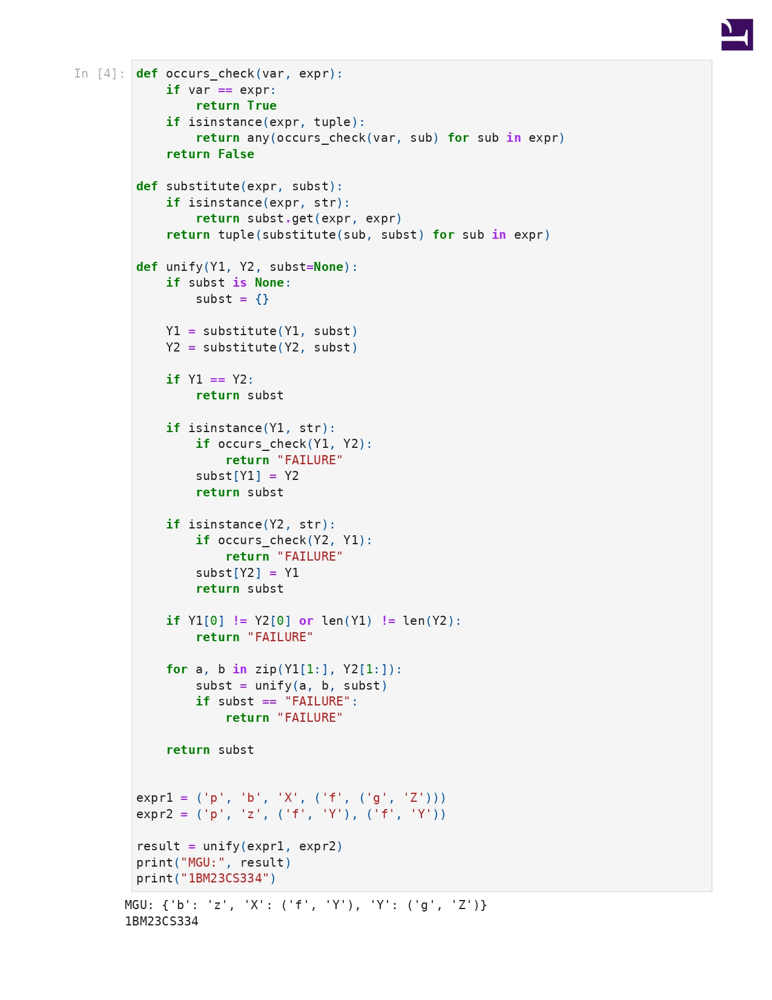 In [4]: def occurs_check(var, expr):
    if var == expr:
        return True
    if isinstance(expr, tuple):
        return any(occurs_check(var, sub) for sub in expr)
    return False

def substitute(expr, subst):
    if isinstance(expr, str):
        return subst.get(expr, expr)
    return tuple(substitute(sub, subst) for sub in expr)

def unify(Y1, Y2, subst=None):
    if subst is None:
        subst = {}

    Y1 = substitute(Y1, subst)
    Y2 = substitute(Y2, subst)

    if Y1 == Y2:
        return subst

    if isinstance(Y1, str):
        if occurs_check(Y1, Y2):
            return "FAILURE"
        subst[Y1] = Y2
        return subst

    if isinstance(Y2, str):
        if occurs_check(Y2, Y1):
            return "FAILURE"
        subst[Y2] = Y1
        return subst

    if Y1[0] != Y2[0] or len(Y1) != len(Y2):
        return "FAILURE"

    for a, b in zip(Y1[1:], Y2[1:]):
        subst = unify(a, b, subst)
        if subst == "FAILURE":
            return "FAILURE"

    return subst


expr1 = ('p', 'b', 'X', ('f', ('g', 'Z')))
expr2 = ('p', 'z', ('f', 'Y'), ('f', 'Y'))

result = unify(expr1, expr2)
print("MGU:", result)
print("1BM23CS334")
MGU: {'b': 'z', 'X': ('f', 'Y'), 'Y': ('g', 'Z')}
1BM23CS334